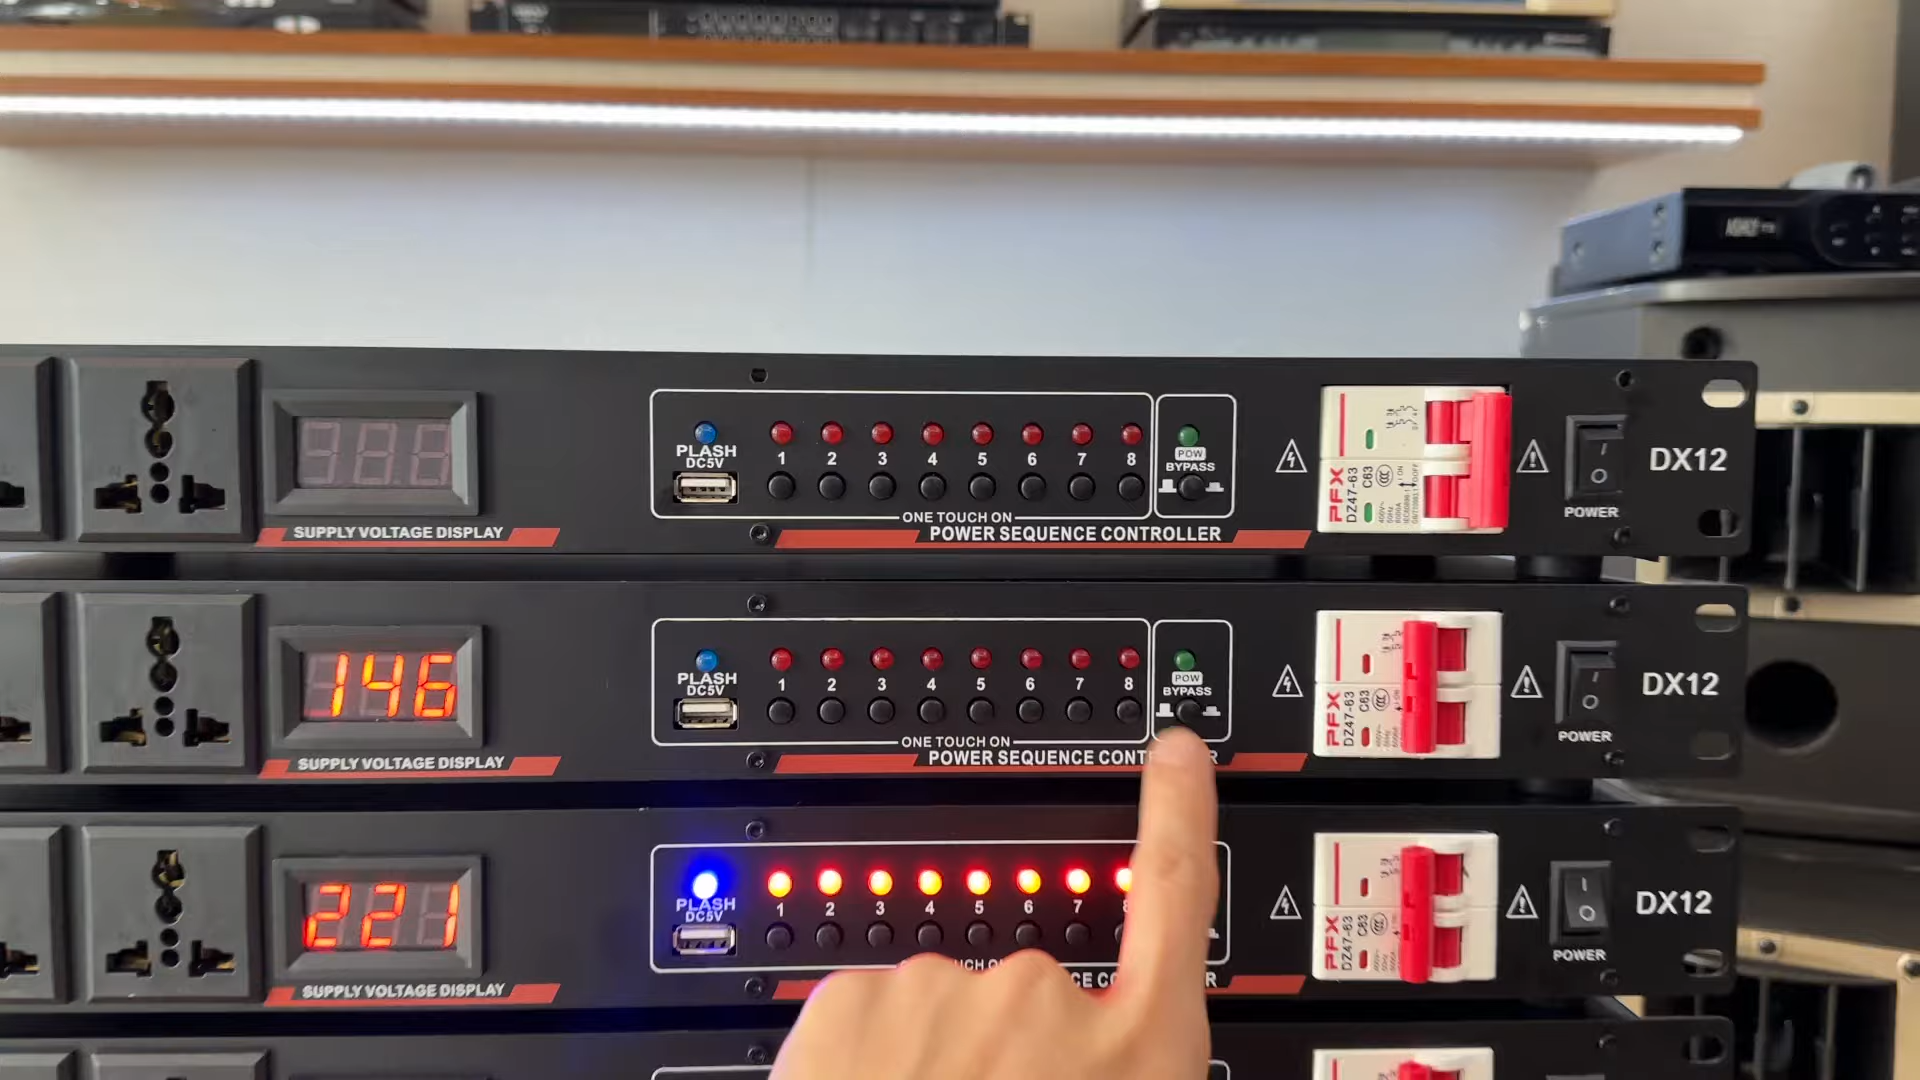 PLASH
DC5V
1 2 3 4 5 6 7 8
POW
BYPASS
ONE TOUCH ON
POWER SEQUENCE CONTROLLER
SUPPLY VOLTAGE DISPLAY
PFX
DZ47-63
C63
POWER
DX12
146
SUPPLY VOLTAGE DISPLAY
PLASH
DC5V
1 2 3 4 5 6 7 8
POW
BYPASS
ONE TOUCH ON
POWER SEQUENCE CONT R
PFX
DZ47-63
C63
POWER
DX12
221
SUPPLY VOLTAGE DISPLAY
PLASH
DC5V
1 2 3 4 5 6 7 8
CE CO R
PFX
DZ47-63
C63
POWER
DX12